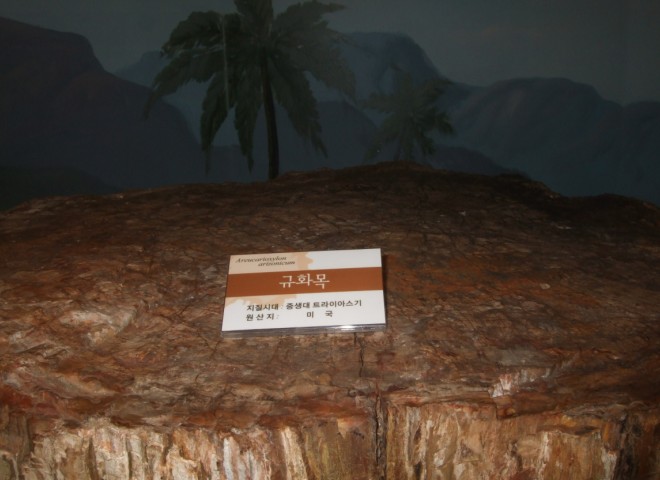 Araucarioxylon
arizonicum
규화목
지질시대 : 중생대 트라이아스기
원 산 지 : 미 국